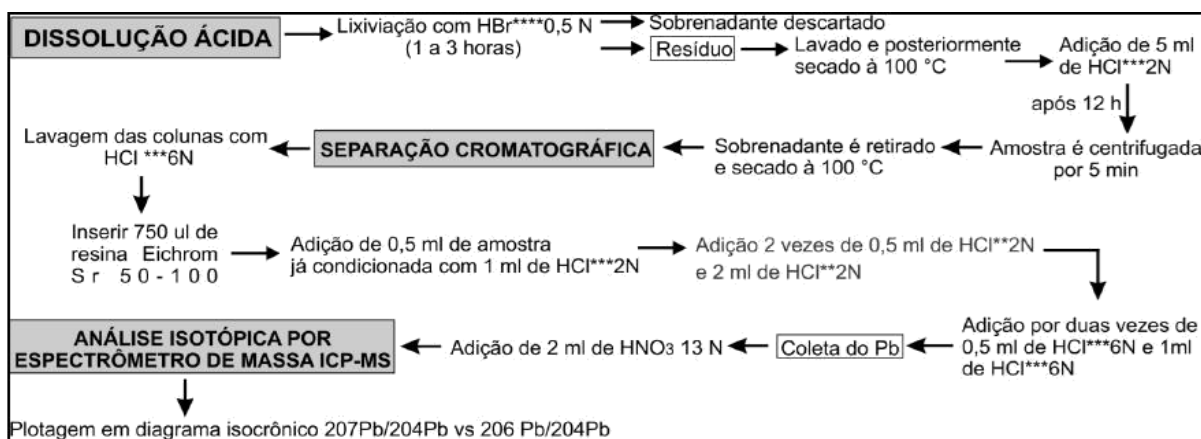 DISSOLUÇÃO ÁCIDA
Lixiviação com HBr****0,5 N
(1 a 3 horas)
Sobrenadante descartado
Resíduo
Lavado e posteriormente
secado à 100 °C
Adição de 5 ml
de HCl***2N
após 12 h
Amostra é centrifugada
por 5 min
Sobrenadante é retirado
e secado à 100 °C
SEPARAÇÃO CROMATOGRÁFICA
Lavagem das colunas com
HCl ***6N
Inserir 750 ul de
resina Eichrom
Sr 50-100
Adição de 0,5 ml de amostra
já condicionada com 1 ml de HCl***2N
Adição 2 vezes de 0,5 ml de HCl**2N
e 2 ml de HCl**2N
Adição por duas vezes de
0,5 ml de HCl***6N e 1ml
de HCl***6N
Coleta do Pb
Adição de 2 ml de HNO3 13 N
ANÁLISE ISOTÓPICA POR
ESPECTRÔMETRO DE MASSA ICP-MS
Plotagem em diagrama isocrônico 207Pb/204Pb vs 206 Pb/204Pb